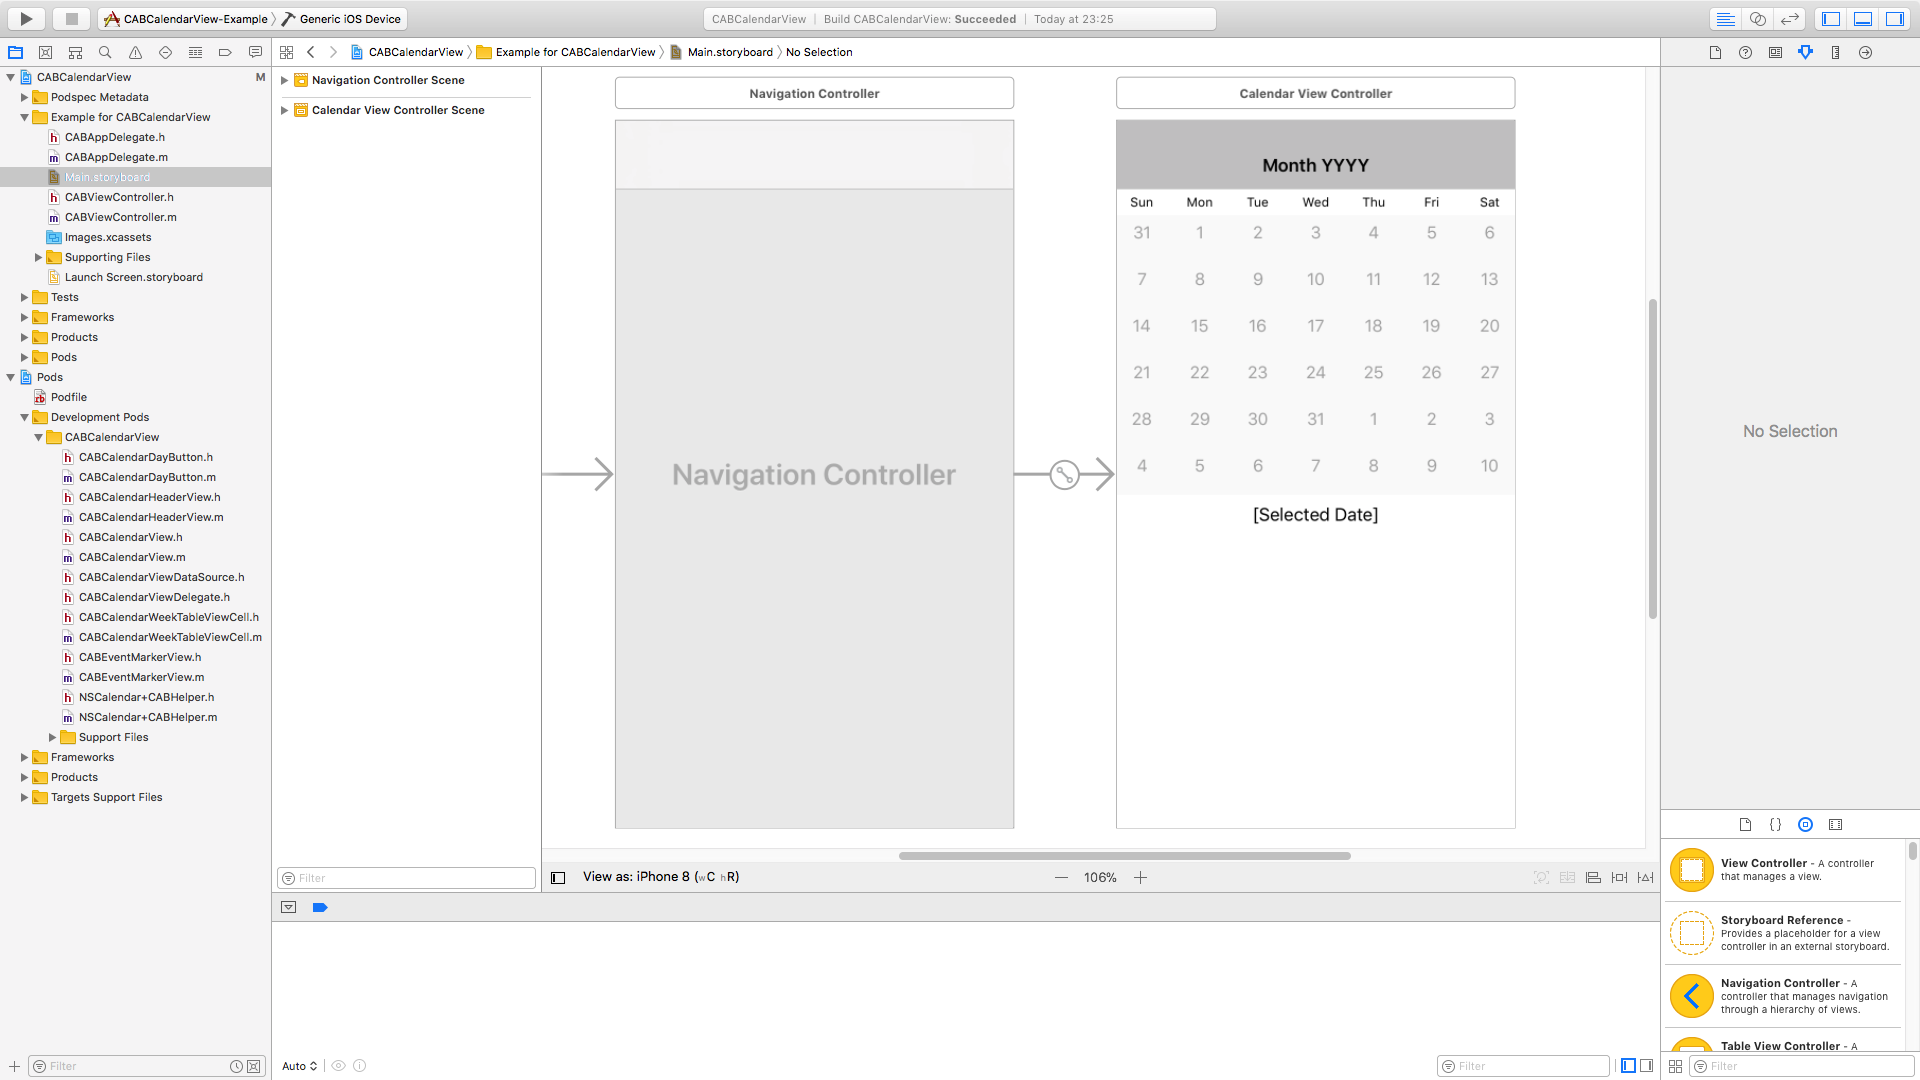 CABCalendarView-Example
Generic iOS Device
CABCalendarView | Build CABCalendarView: Succeeded | Today at 23:25
CABCalendarView
Example for CABCalendarView
Main.storyboard
No Selection
CABCalendarView
M
Podspec Metadata
Example for CABCalendarView
CABAppDelegate.h
CABAppDelegate.m
Main.storyboard
CABViewController.h
CABViewController.m
Images.xcassets
Supporting Files
Launch Screen.storyboard
Tests
Frameworks
Products
Pods
Pods
Podfile
Development Pods
CABCalendarView
CABCalendarDayButton.h
CABCalendarDayButton.m
CABCalendarHeaderView.h
CABCalendarHeaderView.m
CABCalendarView.h
CABCalendarView.m
CABCalendarViewDataSource.h
CABCalendarViewDelegate.h
CABCalendarWeekTableViewCell.h
CABCalendarWeekTableViewCell.m
CABEventMarkerView.h
CABEventMarkerView.m
NSCalendar+CABHelper.h
NSCalendar+CABHelper.m
Support Files
Frameworks
Products
Targets Support Files
Filter
Navigation Controller Scene
Calendar View Controller Scene
Filter
Navigation Controller
Navigation Controller
Calendar View Controller
Month YYYY
Sun Mon Tue Wed Thu Fri Sat
31 1 2 3 4 5 6
7 8 9 10 11 12 13
14 15 16 17 18 19 20
21 22 23 24 25 26 27
28 29 30 31 1 2 3
4 5 6 7 8 9 10
[Selected Date]
View as: iPhone 8 (wC hR)
106%
Auto
Filter
No Selection
View Controller - A controller
that manages a view.
Storyboard Reference -
Provides a placeholder for a view
controller in an external storyboard.
Navigation Controller - A
controller that manages navigation
through a hierarchy of views.
Table View Controller - A
Filter